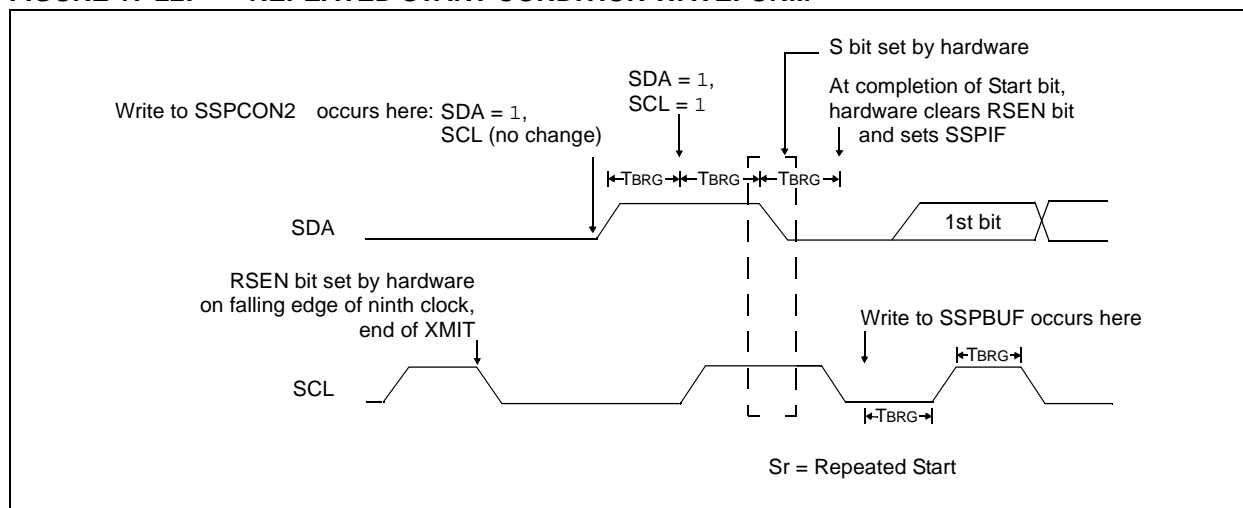 S bit set by hardware
SDA = 1,
SCL = 1
At completion of Start bit,
hardware clears RSEN bit
and sets SSPIF
Write to SSPCON2 occurs here: SDA = 1,
SCL (no change)
TBRG TBRG TBRG
SDA
1st bit
RSEN bit set by hardware
on falling edge of ninth clock,
end of XMIT
Write to SSPBUF occurs here
TBRG
SCL
TBRG
Sr = Repeated Start